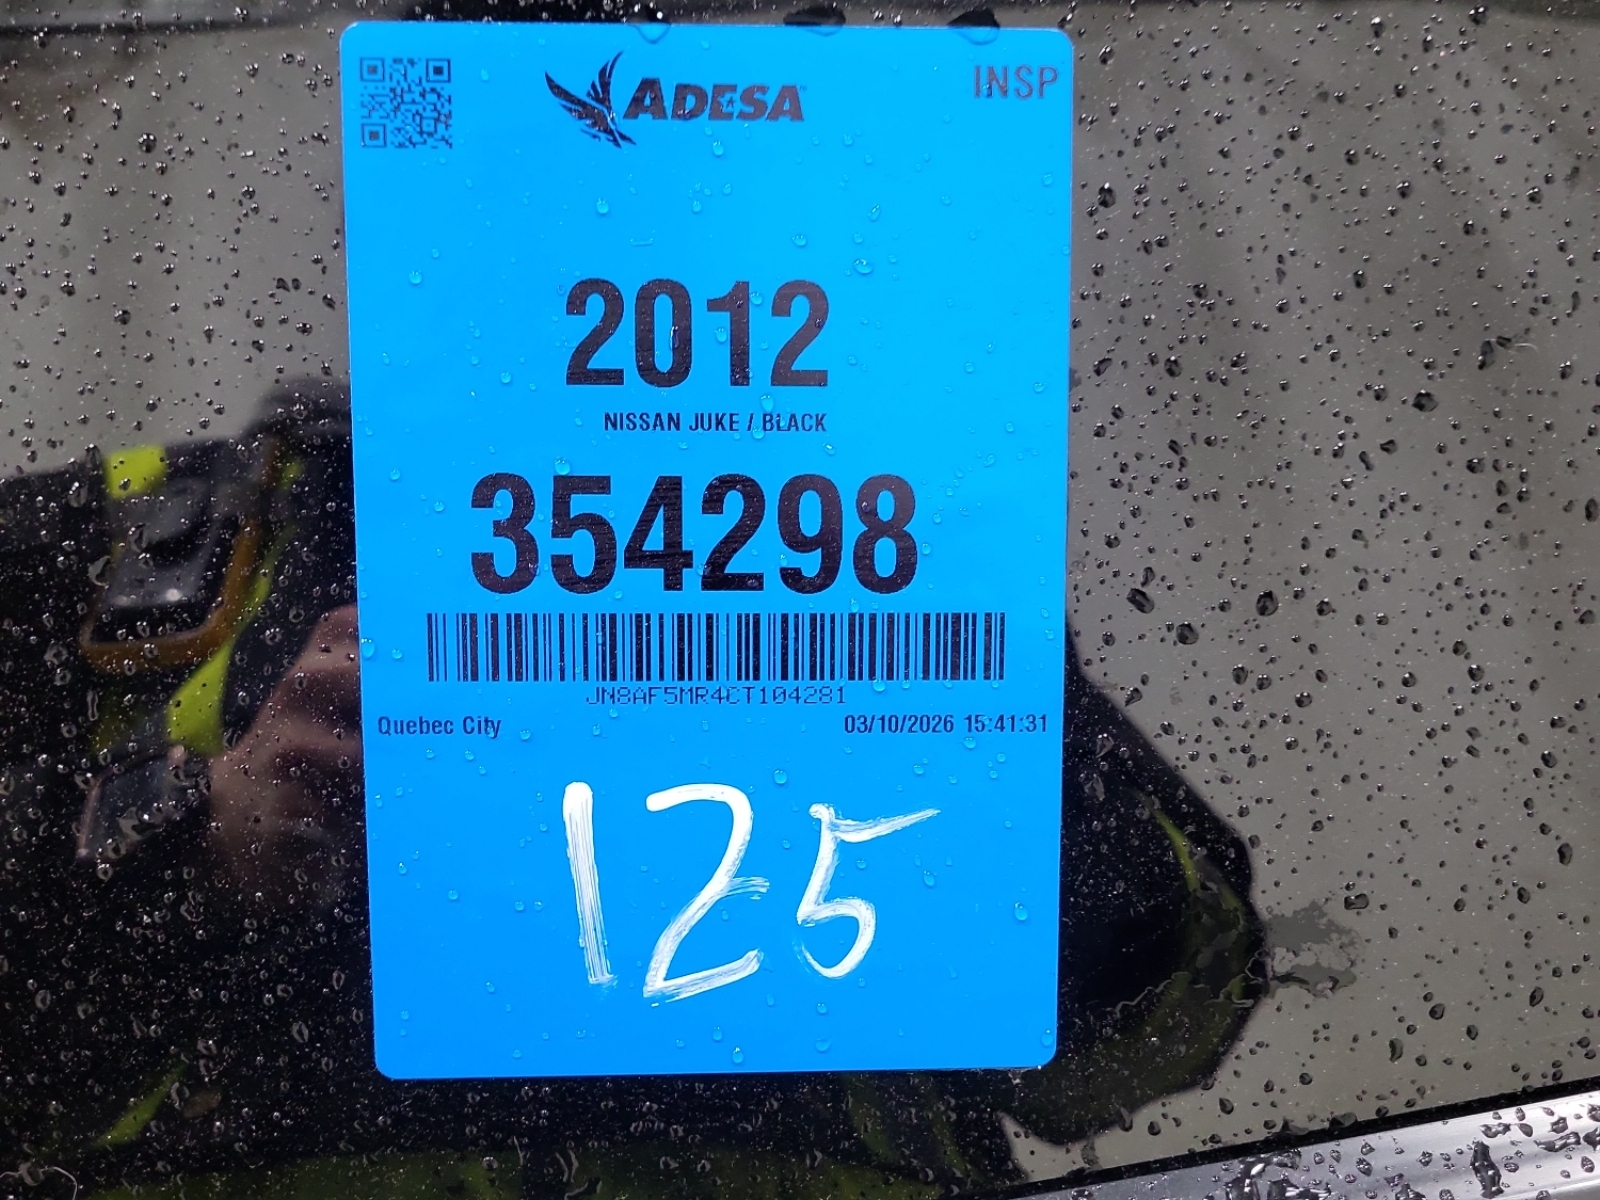 ADESA
INSP
2012
NISSAN JUKE / BLACK
354298
JN8AF5MR4CT104281
Quebec City
03/10/2026 15:41:31
125